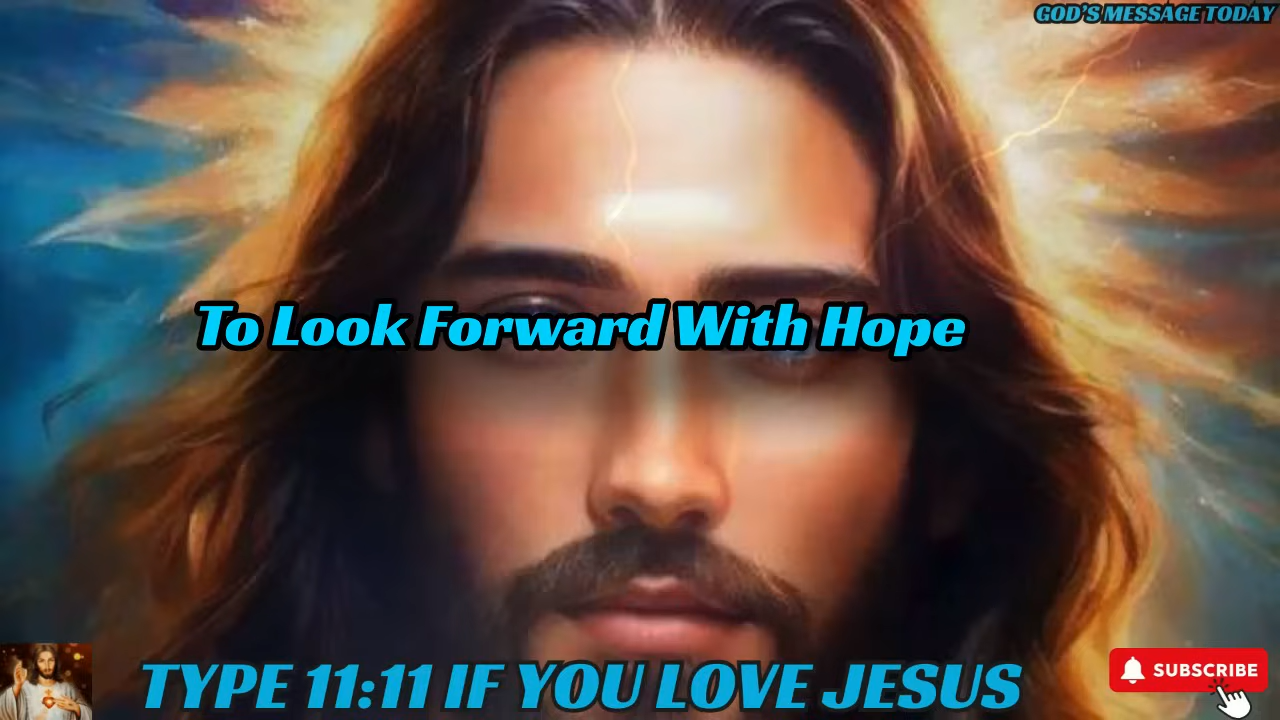 GOD'S MESSAGE TODAY
To Look Forward With Hope
TYPE 11:11 IF YOU LOVE JESUS
SUBSCRIBE